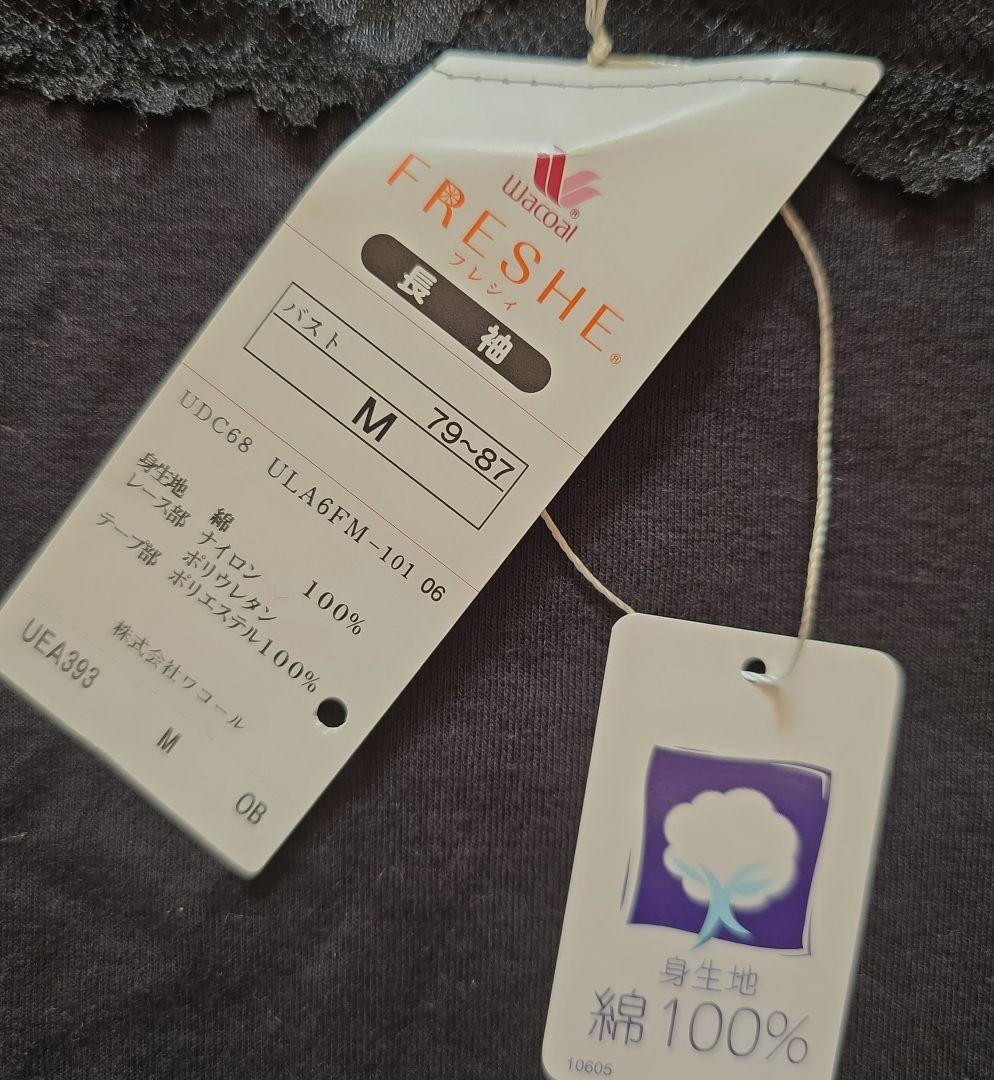 Wacoal®
FRESHE®
フレシィ
長袖
バスト 79~87
M
UDC68 ULA6FM-101 06
身生地 綿 100%
レース部 ナイロン
ポリウレタン
テープ部 ポリエステル100%
株式会社ワコール
UEA393 M OB
身生地
綿100%
10605